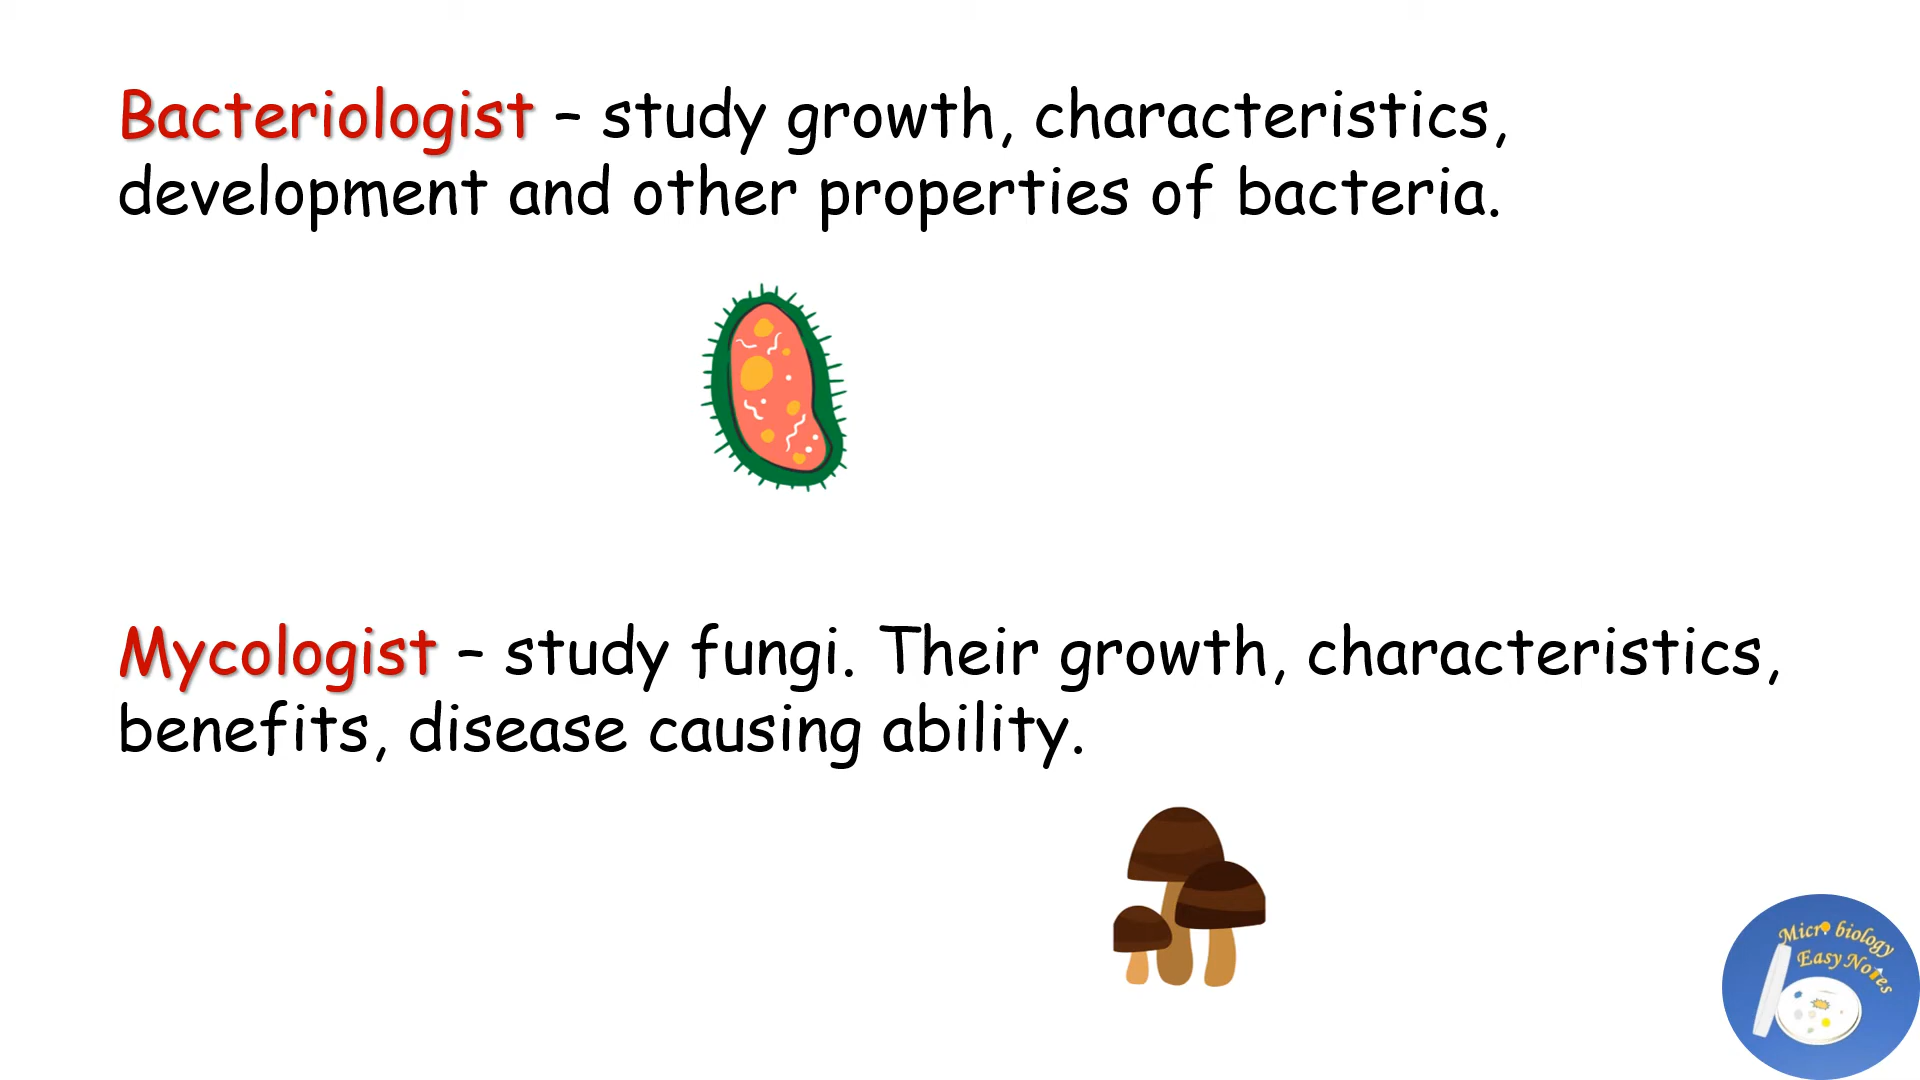 Bacteriologist – study growth, characteristics,
development and other properties of bacteria.
Mycologist – study fungi. Their growth, characteristics,
benefits, disease causing ability.
Microbiology
Easy Notes